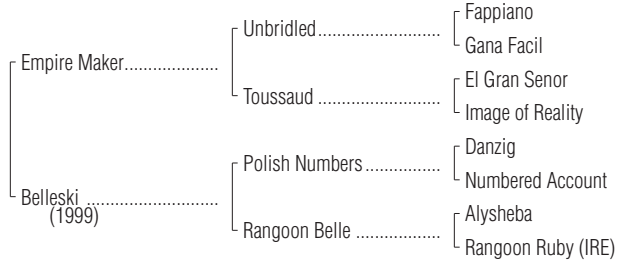 Fappiano
Unbridled
Gana Facil
Empire Maker
El Gran Senor
Toussaud
Image of Reality
Danzig
Polish Numbers
Numbered Account
Belleski
(1999)
Alysheba
Rangoon Belle
Rangoon Ruby (IRE)